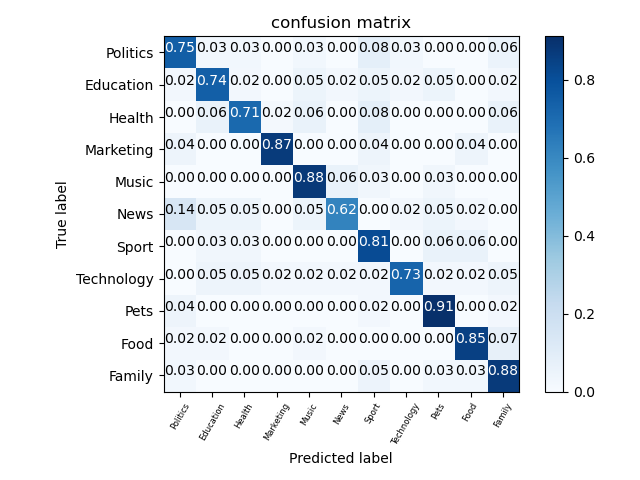 confusion matrix
True label
Politics 0.75 0.03 0.03 0.00 0.03 0.00 0.08 0.03 0.00 0.00 0.06
Education 0.02 0.74 0.02 0.00 0.05 0.02 0.05 0.02 0.05 0.00 0.02
Health 0.00 0.06 0.71 0.02 0.06 0.00 0.08 0.00 0.00 0.00 0.06
Marketing 0.04 0.00 0.00 0.87 0.00 0.00 0.04 0.00 0.00 0.04 0.00
Music 0.00 0.00 0.00 0.00 0.88 0.06 0.03 0.00 0.03 0.00 0.00
News 0.14 0.05 0.05 0.00 0.05 0.62 0.00 0.02 0.05 0.02 0.00
Sport 0.00 0.03 0.03 0.00 0.00 0.00 0.81 0.00 0.06 0.06 0.00
Technology 0.00 0.05 0.05 0.02 0.02 0.02 0.02 0.73 0.02 0.02 0.05
Pets 0.04 0.00 0.00 0.00 0.00 0.00 0.02 0.00 0.91 0.00 0.02
Food 0.02 0.02 0.00 0.00 0.02 0.00 0.00 0.00 0.00 0.85 0.07
Family 0.03 0.00 0.00 0.00 0.00 0.00 0.05 0.00 0.03 0.03 0.88
Politics Education Health Marketing Music News Sport Technology Pets Food Family
Predicted label
0.8
0.6
0.4
0.2
0.0